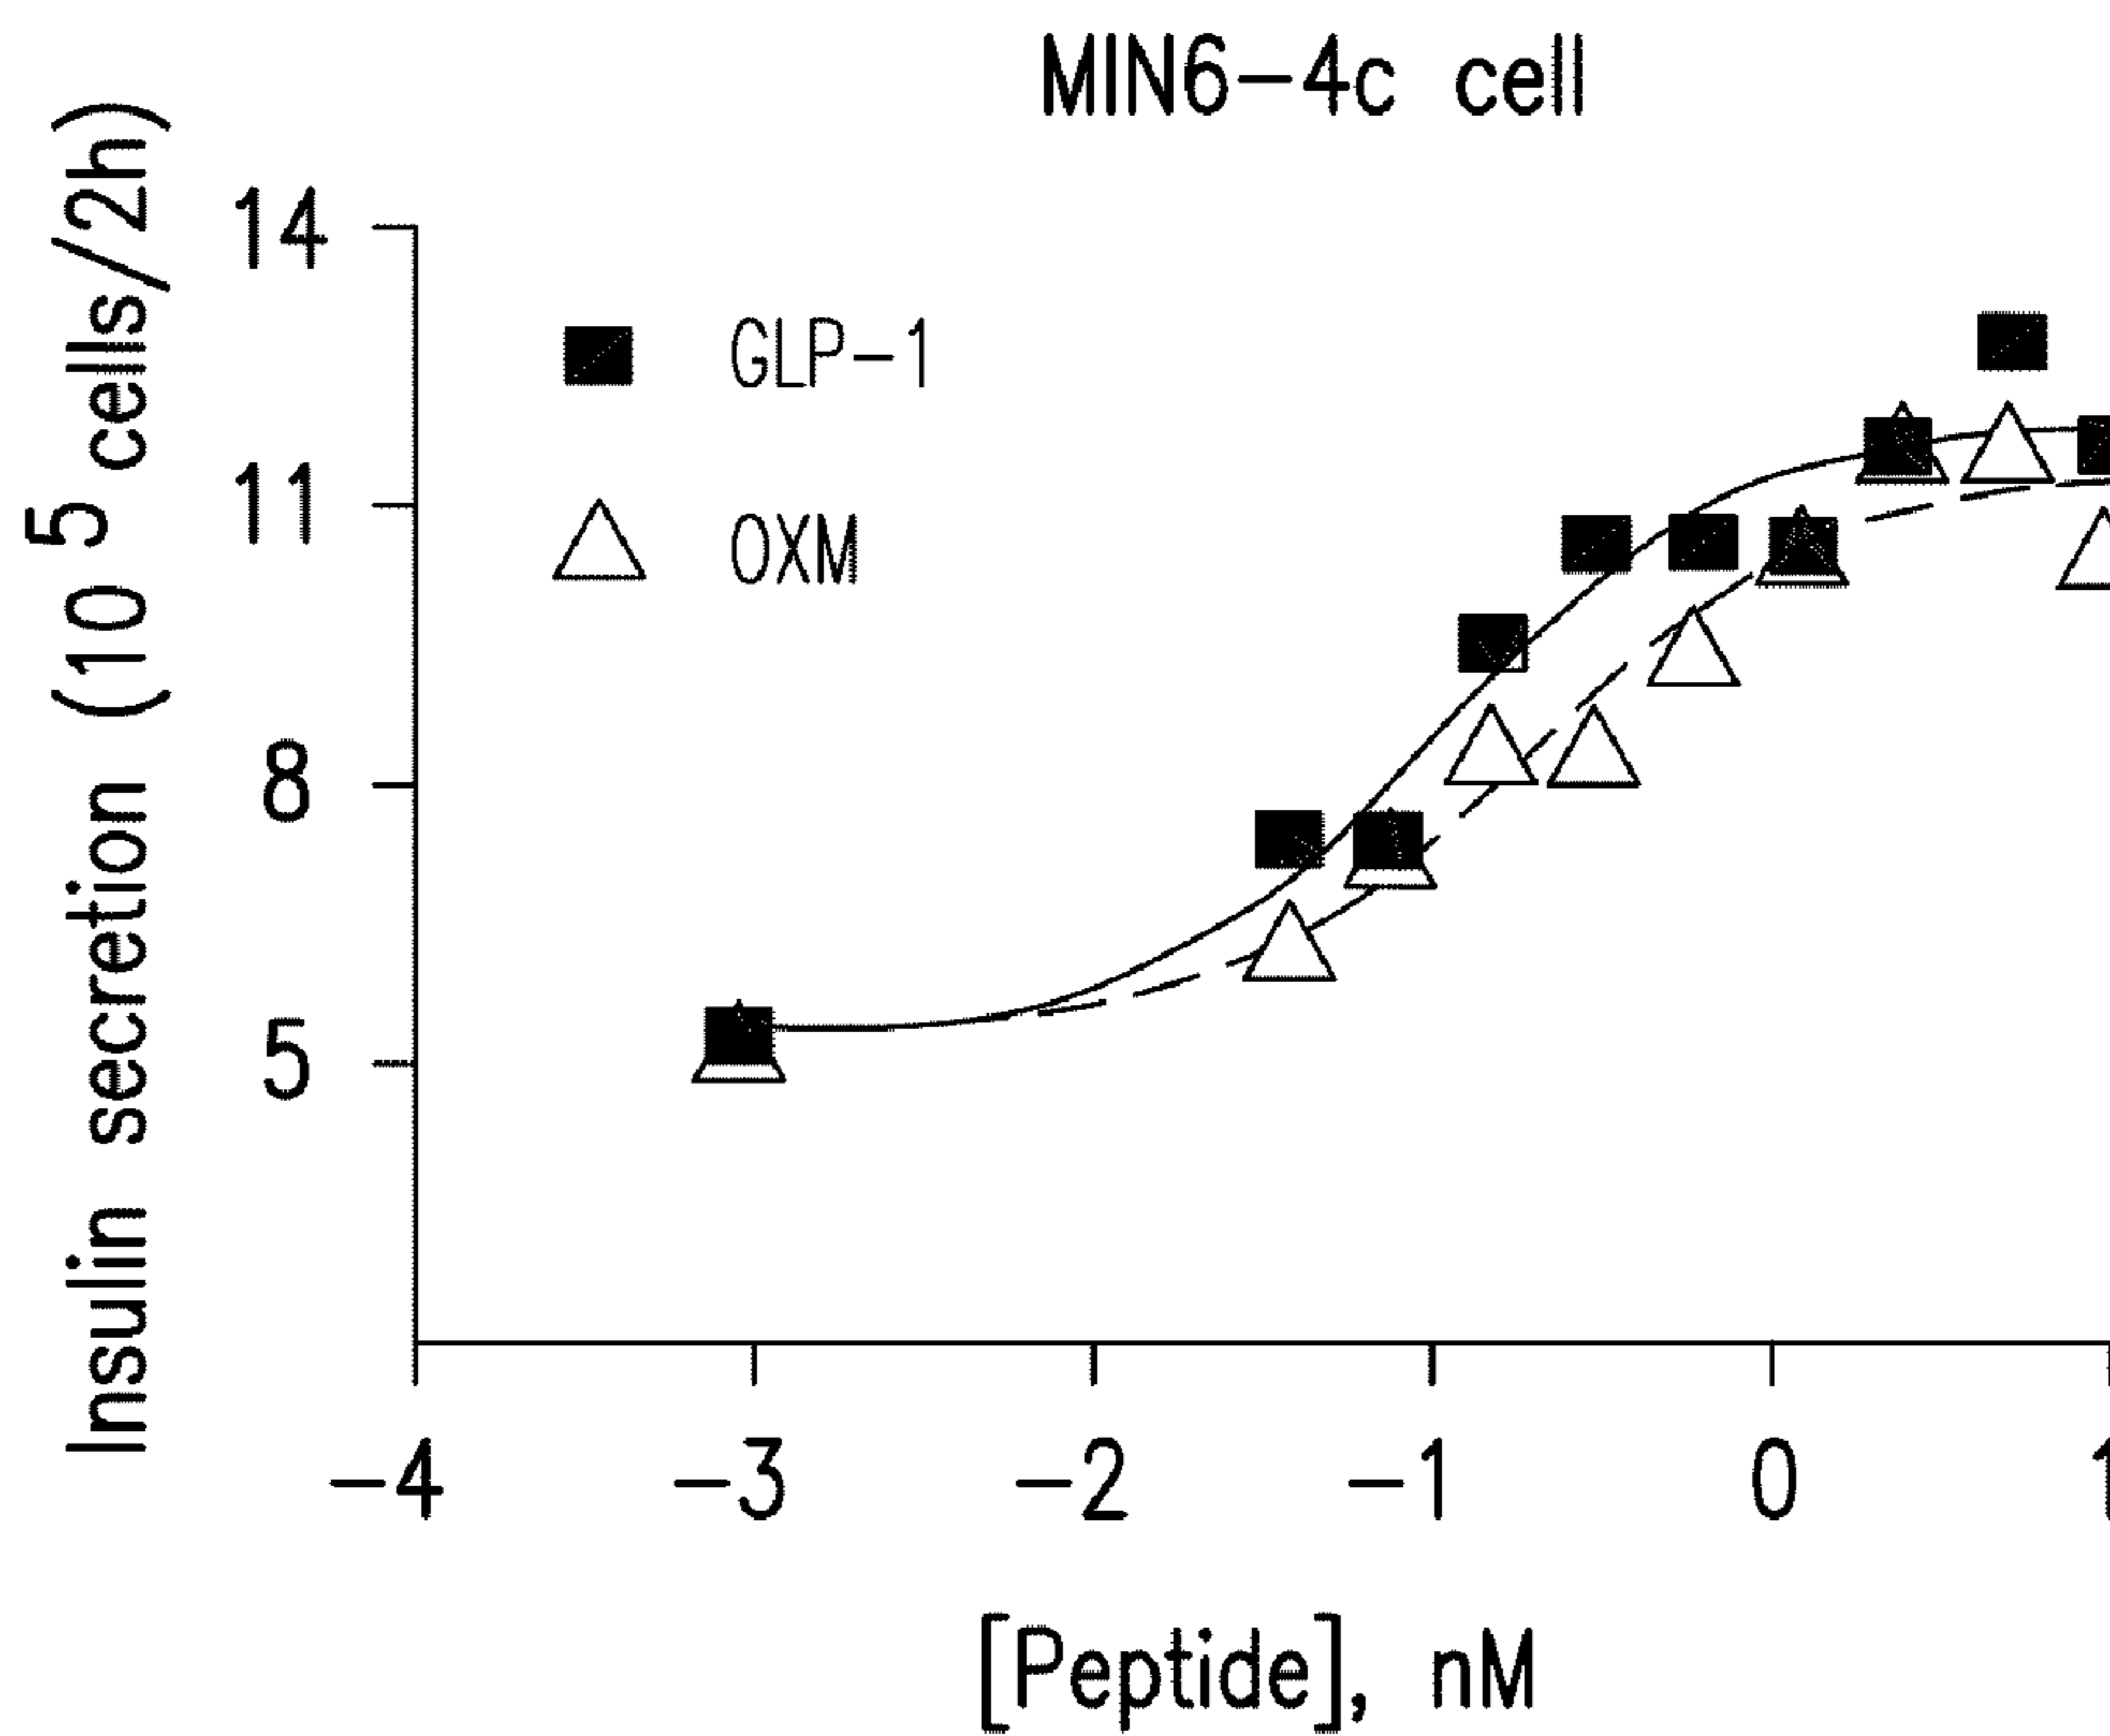 MIN6-4c cell
Insulin secretion (10 5 cells/2h)
14
11
8
5
GLP-1
OXM
-4 -3 -2 -1 0 1
[Peptide], nM